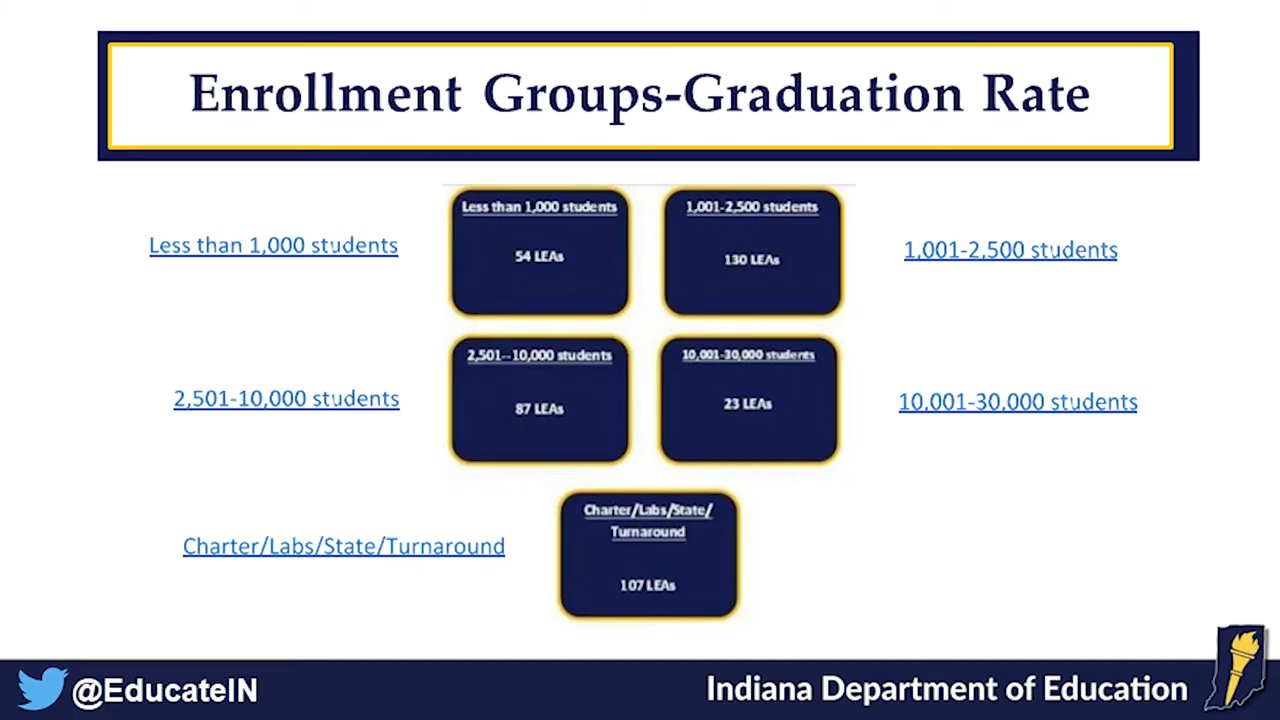 Enrollment Groups-Graduation Rate
Less than 1,000 students
Less than 1,000 students
54 LEAs
1,001-2,500 students
130 LEAs
1,001-2,500 students
2,501-10,000 students
2,501--10,000 students
87 LEAs
10,001-30,000 students
23 LEAs
10,001-30,000 students
Charter/Labs/State/Turnaround
Charter/Labs/State/
Turnaround
107 LEAs
@EducateIN
Indiana Department of Education